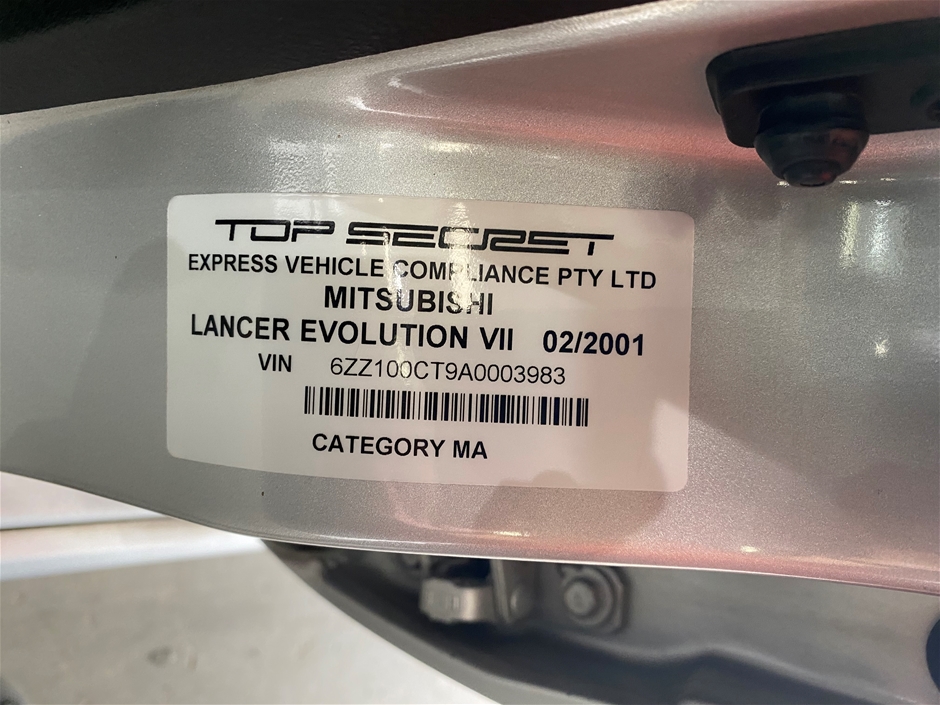 TOP SECRET
EXPRESS VEHICLE COMPLIANCE PTY LTD
MITSUBISHI
LANCER EVOLUTION VII 02/2001
VIN 6ZZ100CT9A0003983
CATEGORY MA